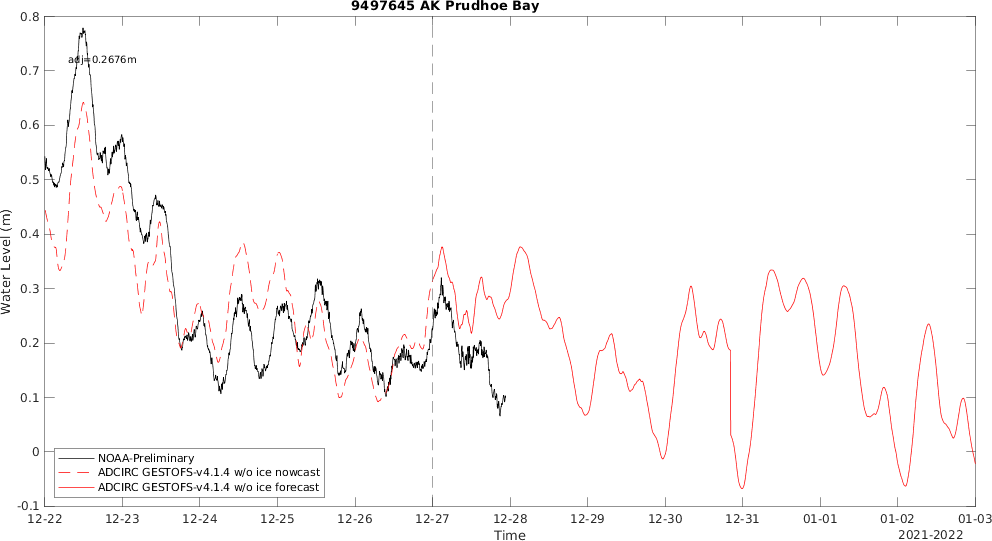 9497645 AK Prudhoe Bay
adj=0.2676m
Water Level (m)
0.8
0.7
0.6
0.5
0.4
0.3
0.2
0.1
0
-0.1
NOAA-Preliminary
ADCIRC GESTOFS-v4.1.4 w/o ice nowcast
ADCIRC GESTOFS-v4.1.4 w/o ice forecast
12-22 12-23 12-24 12-25 12-26 12-27 12-28 12-29 12-30 12-31 01-01 01-02 01-03
Time
2021-2022